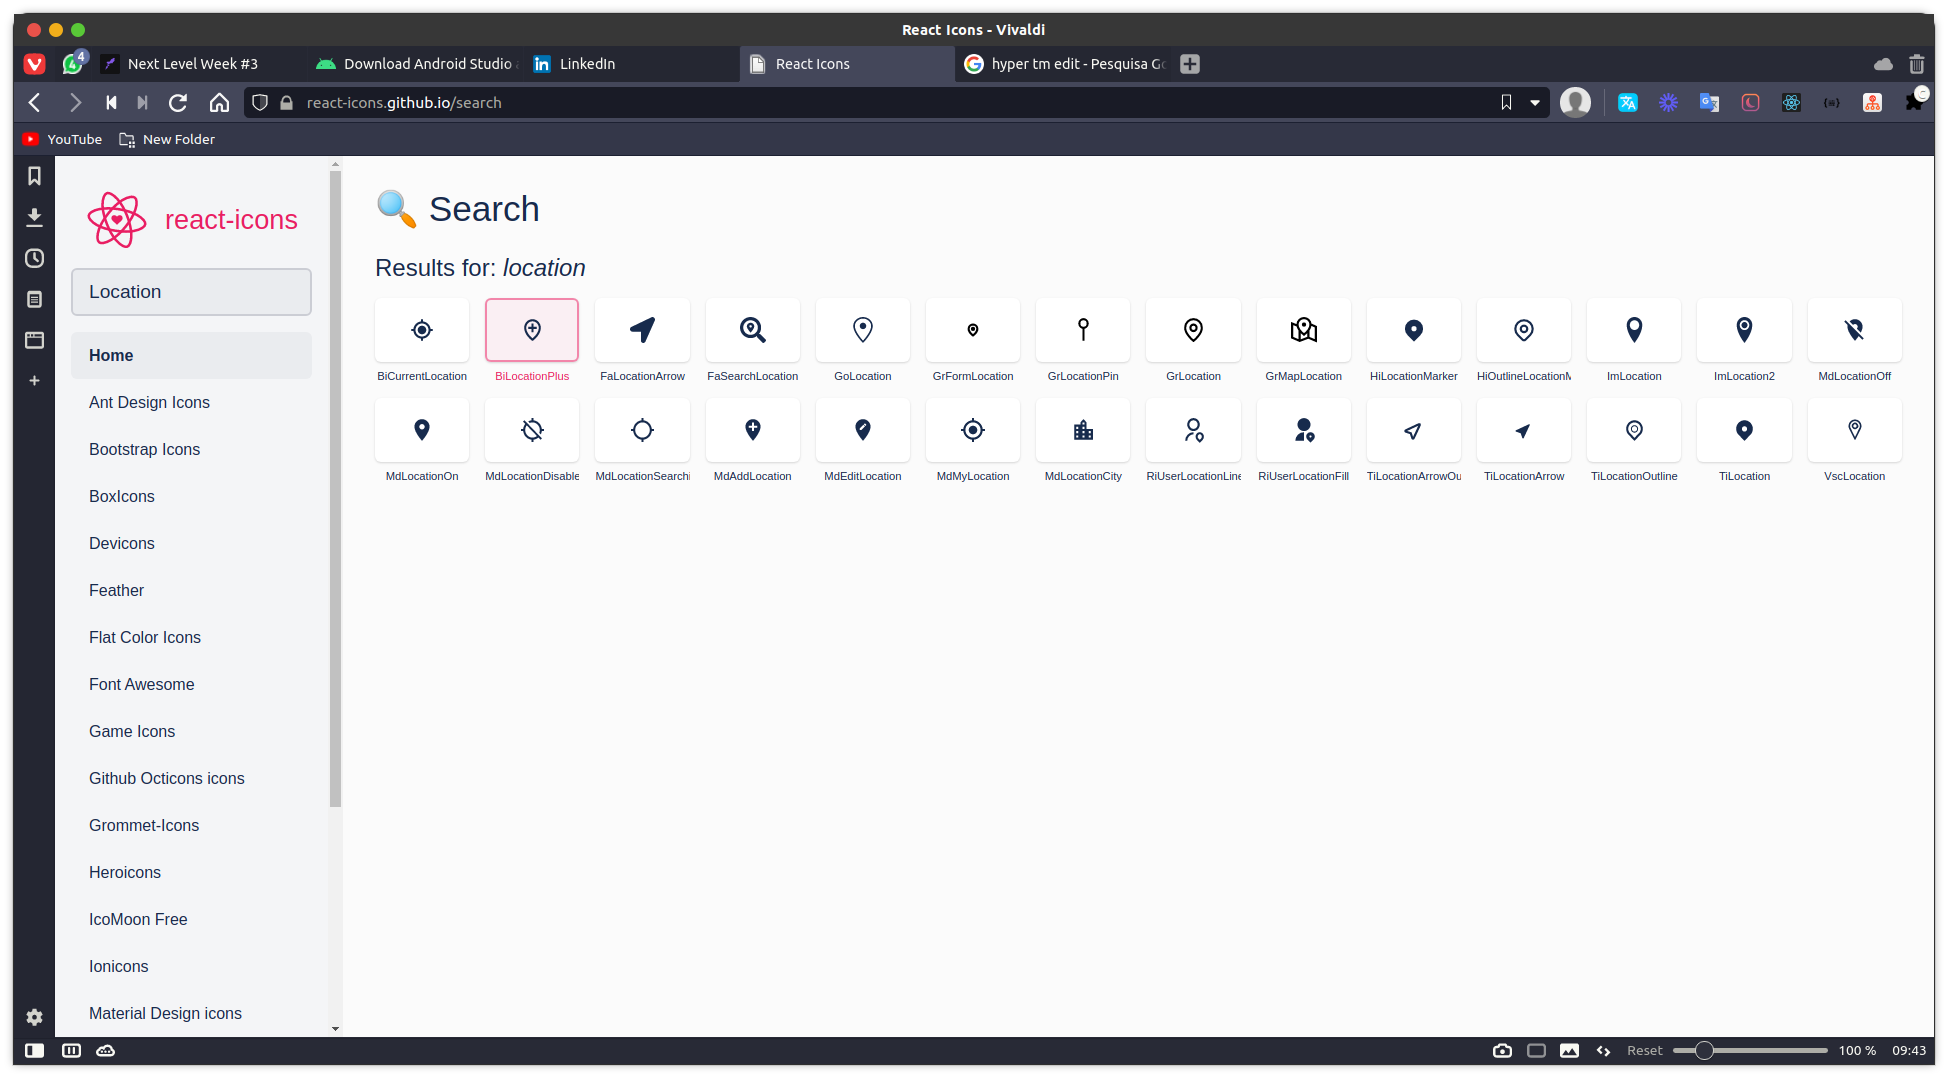 React Icons - Vivaldi
4
Next Level Week #3
Download Android Studio
LinkedIn
React Icons
hyper tm edit - Pesquisa Go
react-icons.github.io/search
YouTube
New Folder
react-icons
Location
Home
Ant Design Icons
Bootstrap Icons
BoxIcons
Devicons
Feather
Flat Color Icons
Font Awesome
Game Icons
Github Octicons icons
Grommet-Icons
Heroicons
IcoMoon Free
Ionicons
Material Design icons
Search
Results for: location
BiCurrentLocation
BiLocationPlus
FaLocationArrow
FaSearchLocation
GoLocation
GrFormLocation
GrLocationPin
GrLocation
GrMapLocation
HiLocationMarker
HiOutlineLocationM
ImLocation
ImLocation2
MdLocationOff
MdLocationOn
MdLocationDisable
MdLocationSearchi
MdAddLocation
MdEditLocation
MdMyLocation
MdLocationCity
RiUserLocationLine
RiUserLocationFill
TiLocationArrowOu
TiLocationArrow
TiLocationOutline
TiLocation
VscLocation
Reset
100 %
09:43